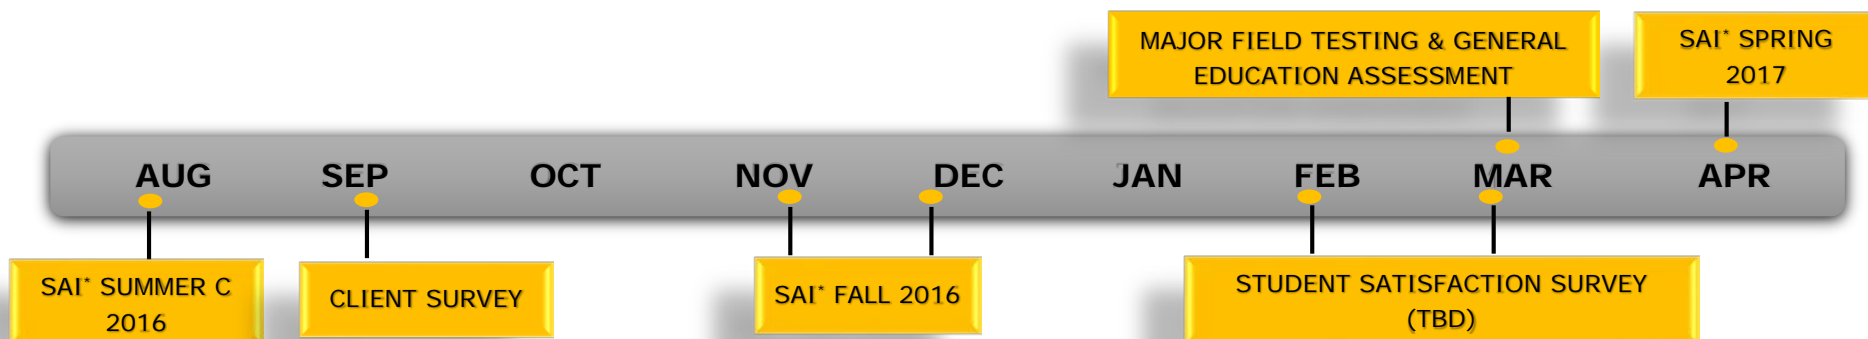 MAJOR FIELD TESTING & GENERAL
EDUCATION ASSESSMENT
SAI* SPRING
2017
AUG SEP OCT NOV DEC JAN FEB MAR APR
SAI* SUMMER C
2016
CLIENT SURVEY
SAI* FALL 2016
STUDENT SATISFACTION SURVEY
(TBD)